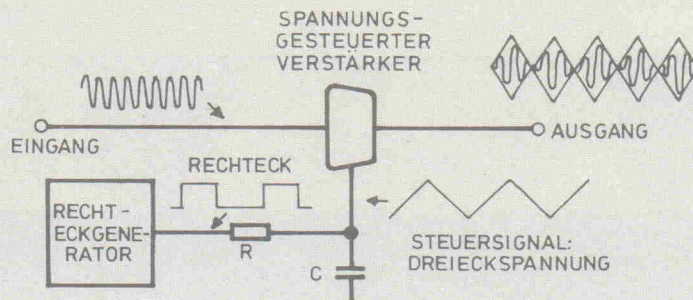 SPANNUNGS-
GESTEUERTER
VERSTÄRKER
EINGANG
AUSGANG
RECHTECK
RECHT-
ECKGENE-
RATOR
R
C
STEUERSIGNAL:
DREIECKSPANNUNG